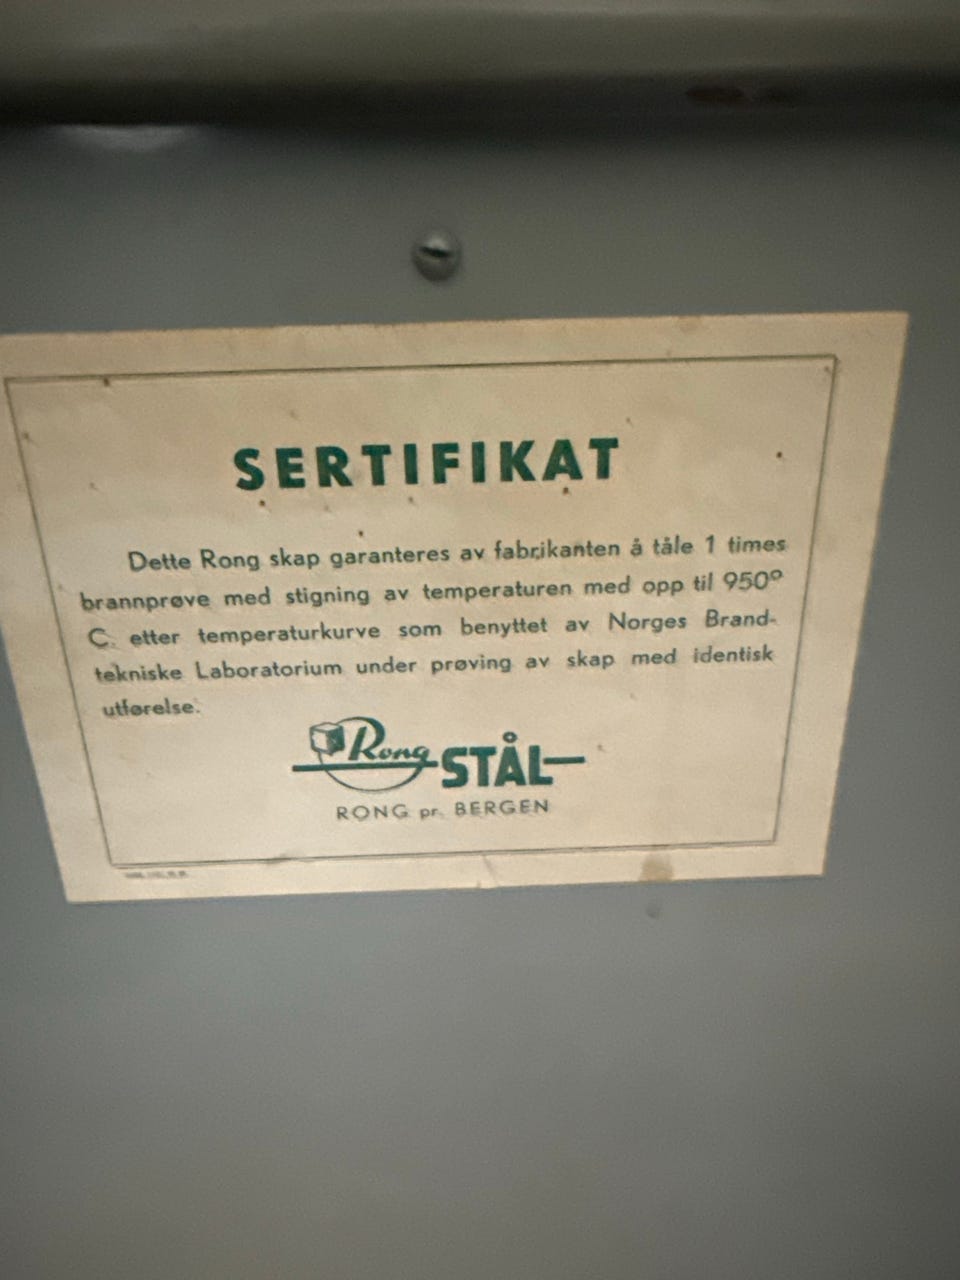 SERTIFIKAT
Dette Rong skap garanteres av fabrikanten å tåle 1 times
brannprøve med stigning av temperaturen med opp til 950°
C. etter temperaturkurve som benyttet av Norges Brand-
tekniske Laboratorium under prøving av skap med identisk
utførelse.
Rong STÅL
RONG pr. BERGEN